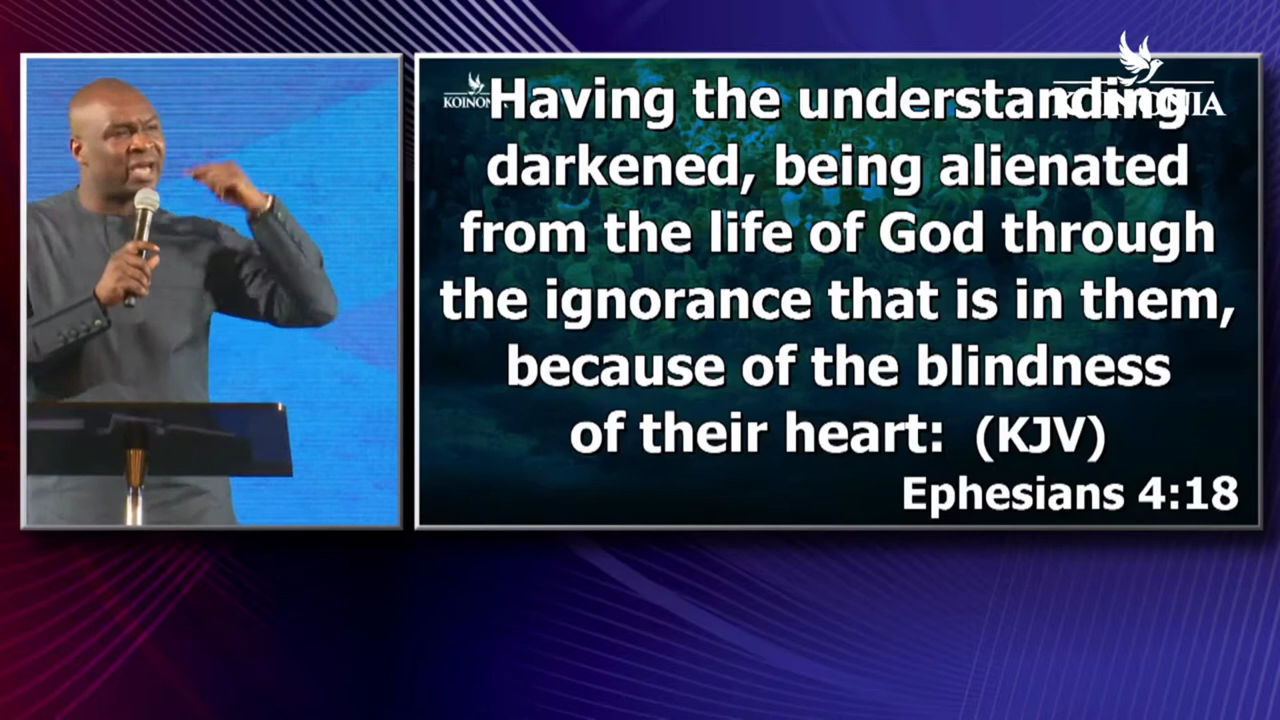 KOINONIA
Having the understanding
darkened, being alienated
from the life of God through
the ignorance that is in them,
because of the blindness
of their heart: (KJV)
Ephesians 4:18